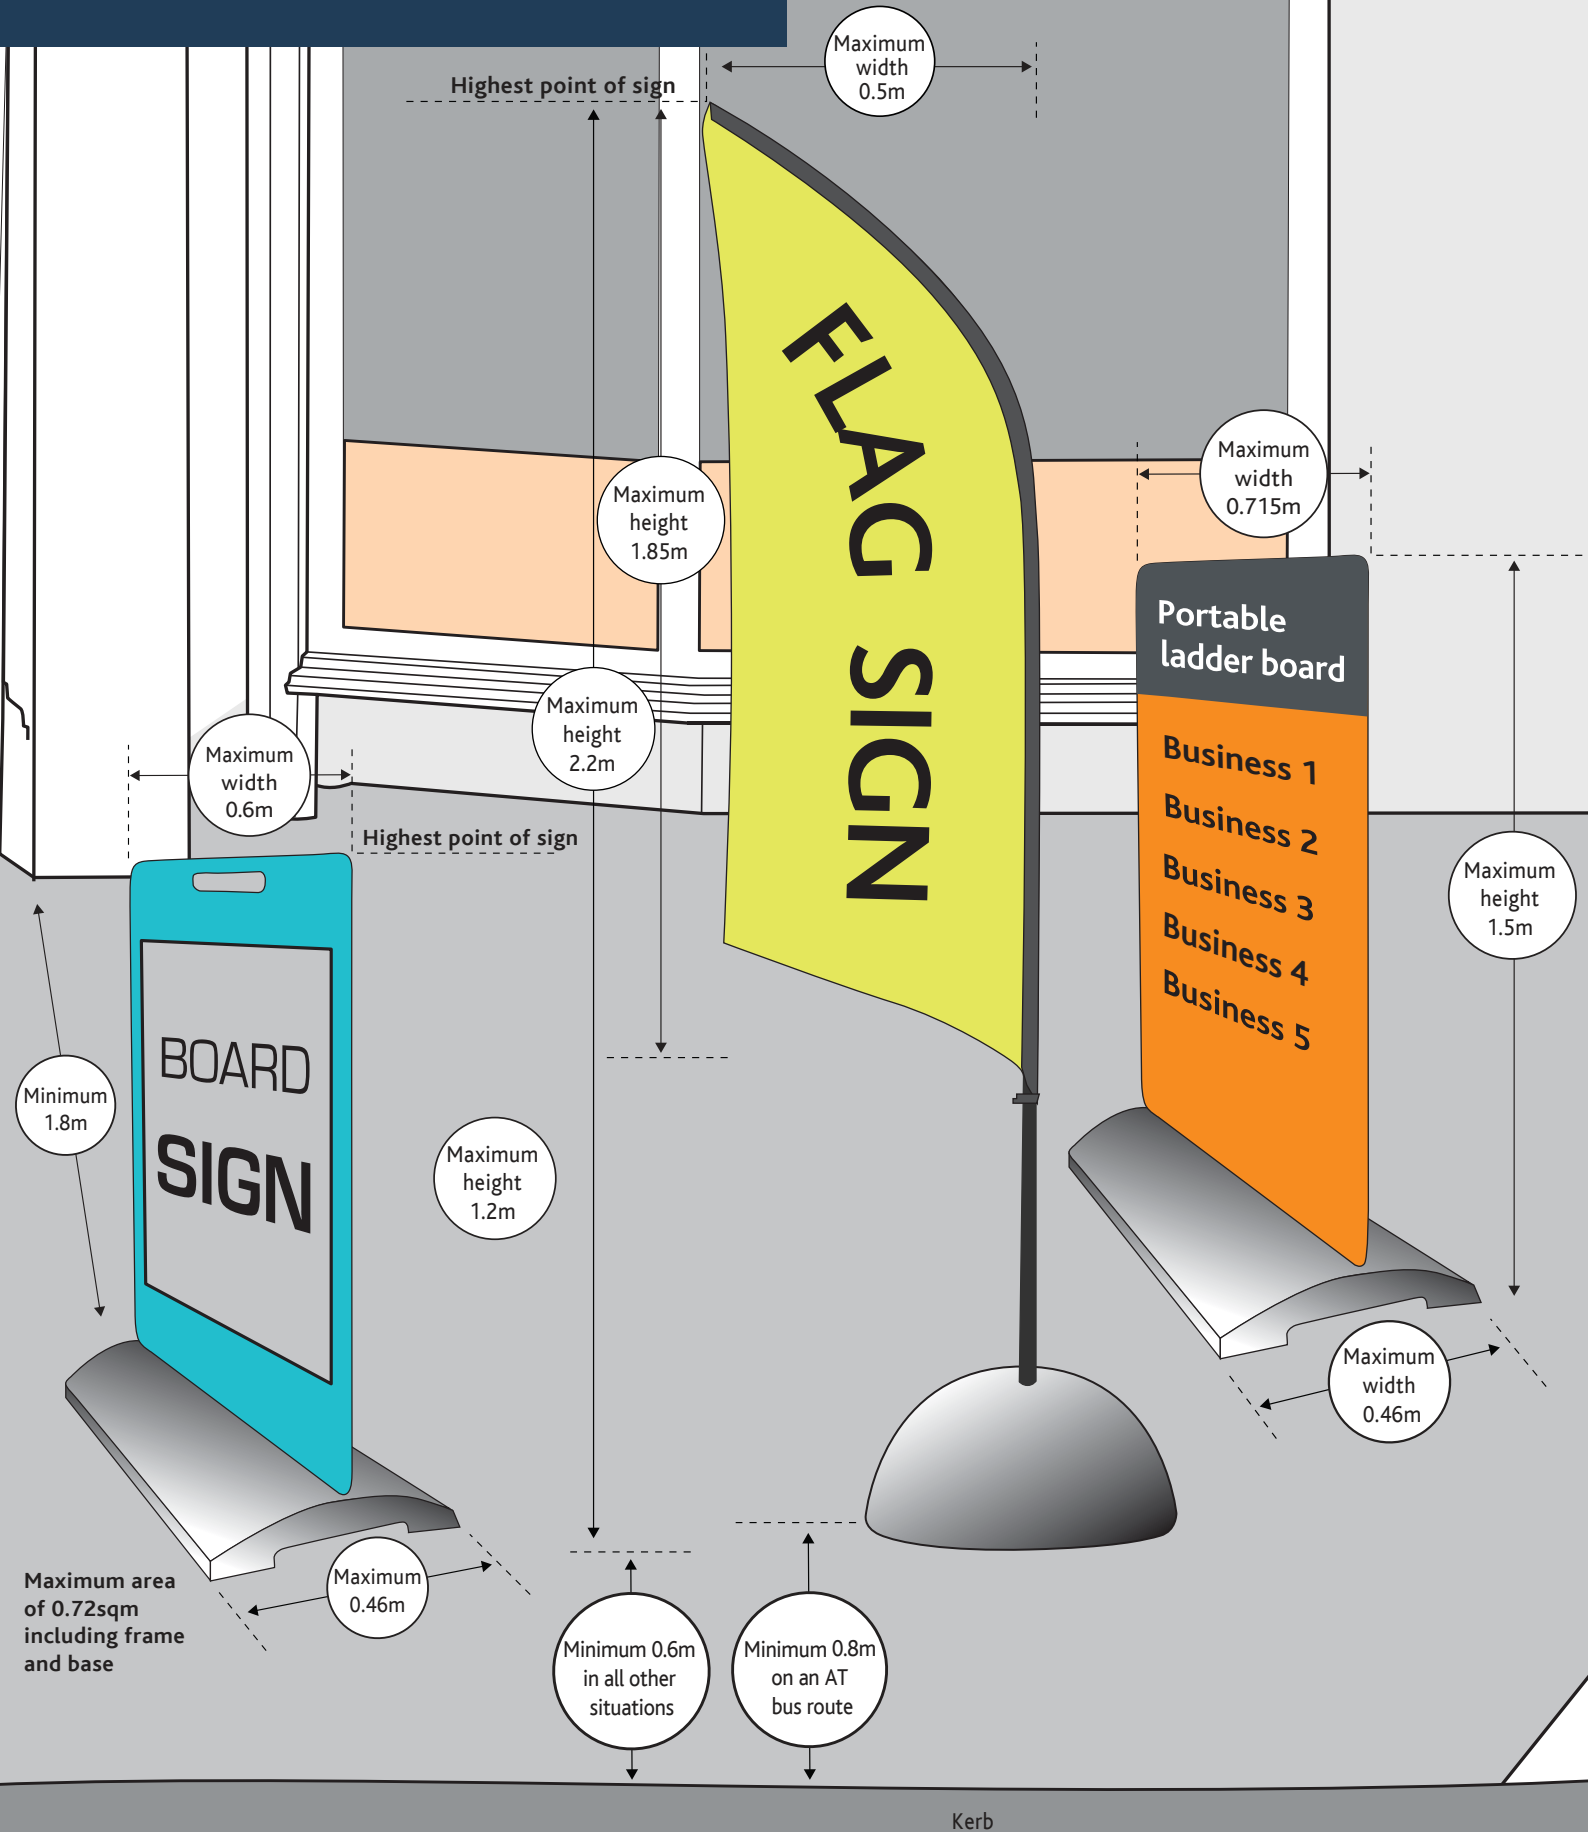 Maximum
width
0.5m
Highest point of sign
FLAG SIGN
Maximum
height
1.85m
Maximum
width
0.715m
Portable
ladder board
Business 1
Business 2
Business 3
Business 4
Business 5
Maximum
height
2.2m
Maximum
width
0.6m
Highest point of sign
Maximum
height
1.5m
BOARD
SIGN
Minimum
1.8m
Maximum
height
1.2m
Maximum
width
0.46m
Maximum
0.46m
Maximum area
of 0.72sqm
including frame
and base
Minimum 0.6m
in all other
situations
Minimum 0.8m
on an AT
bus route
Kerb